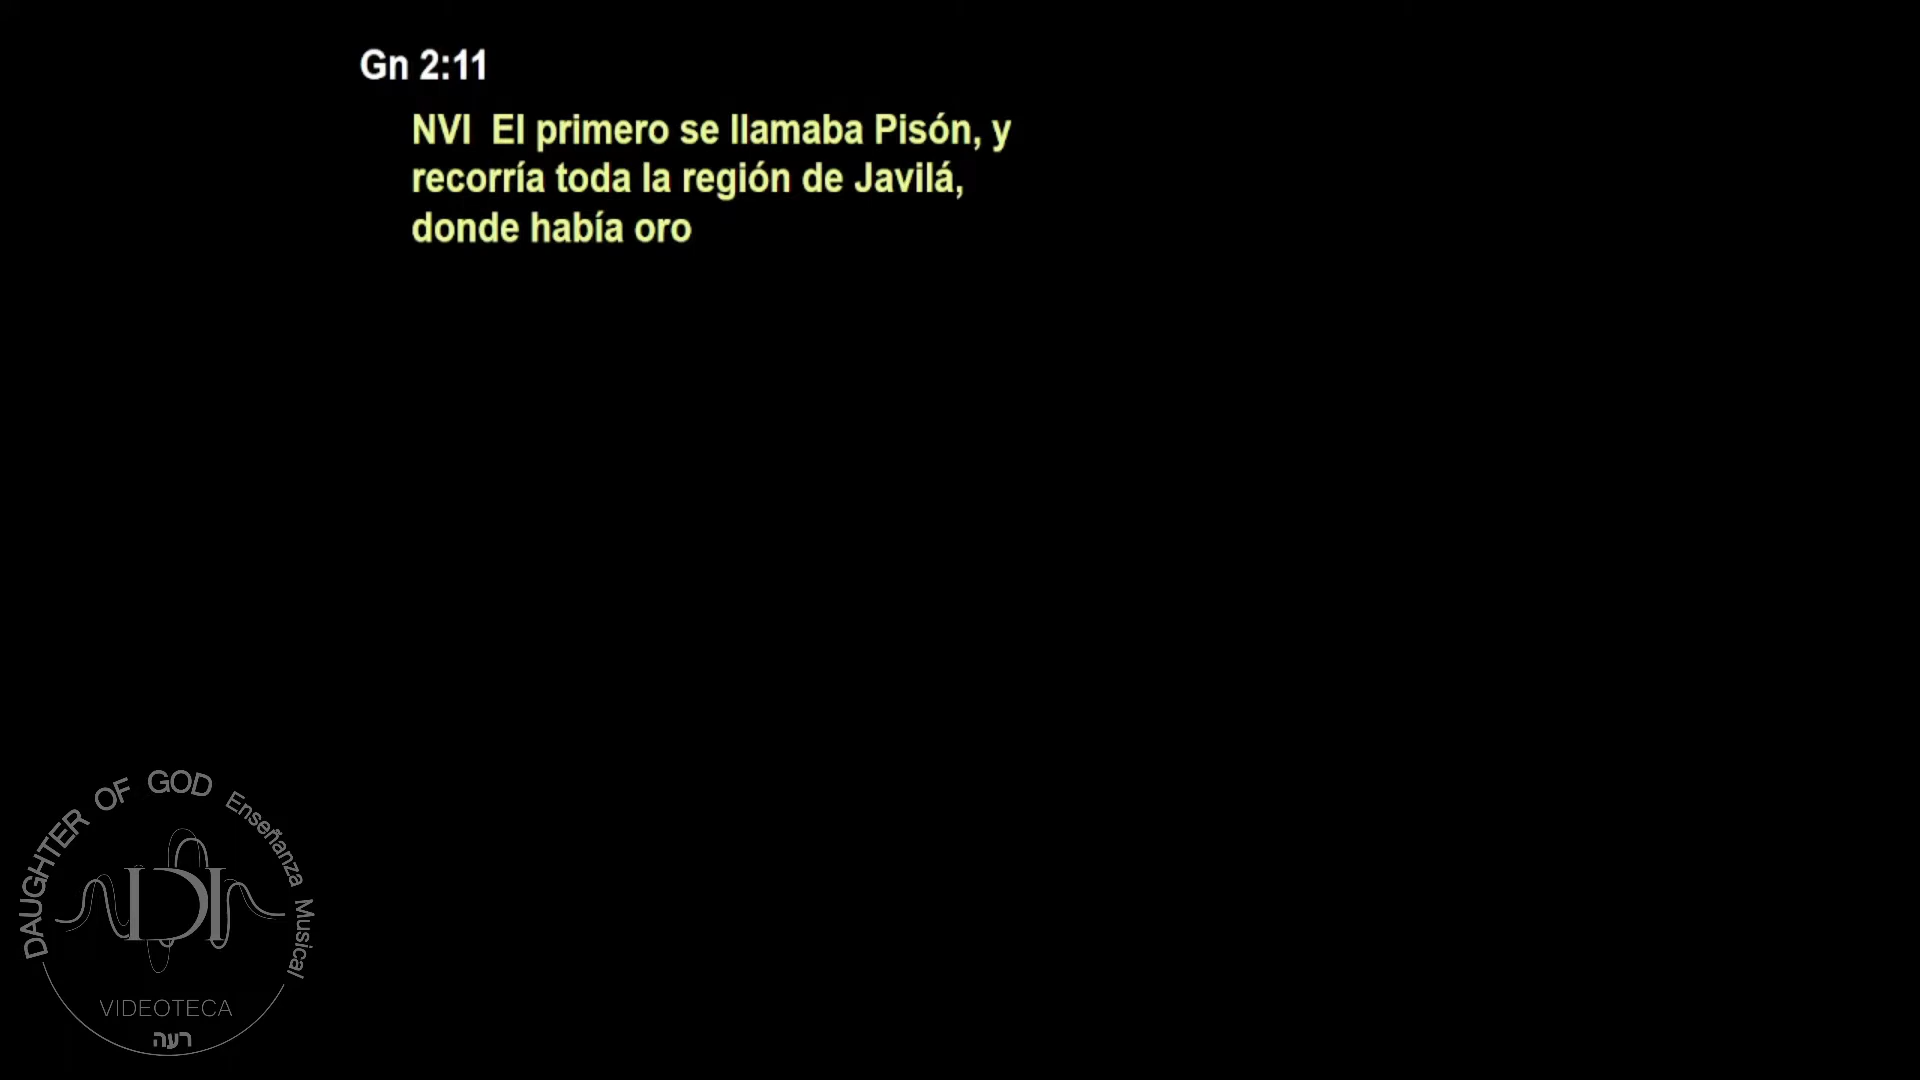 Gn 2:11
NVI El primero se llamaba Pisón, y
recorría toda la región de Javilá,
donde había oro
DAUGHTER OF GOD Enseñanza Musical
DI
VIDEOTECA
רעה